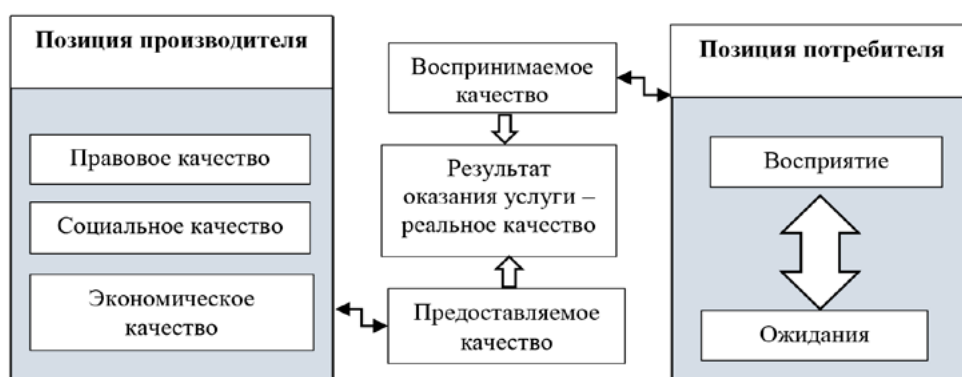 Позиция производителя
Правовое качество
Социальное качество
Экономическое
качество
Воспринимаемое
качество
Результат
оказания услуги –
реальное качество
Предоставляемое
качество
Позиция потребителя
Восприятие
Ожидания